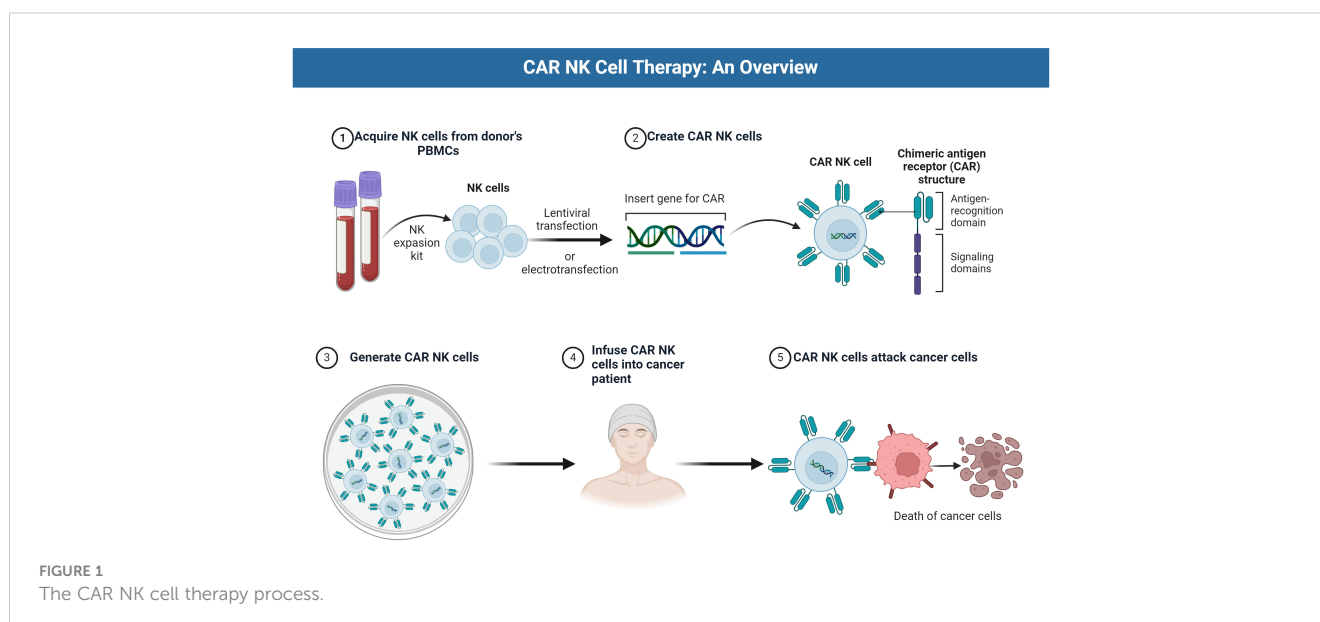 CAR NK Cell Therapy: An Overview
1 Acquire NK cells from donor's
PBMCs
NK cells
NK
expasion
kit
Lentiviral
transfection
or
electrotransfection
2 Create CAR NK cells
Insert gene for CAR
CAR NK cell
Chimeric antigen
receptor (CAR)
structure
Antigen-
recognition
domain
Signaling
domains
3 Generate CAR NK cells
4 Infuse CAR NK
cells into cancer
patient
5 CAR NK cells attack cancer cells
Death of cancer cells
FIGURE 1
The CAR NK cell therapy process.